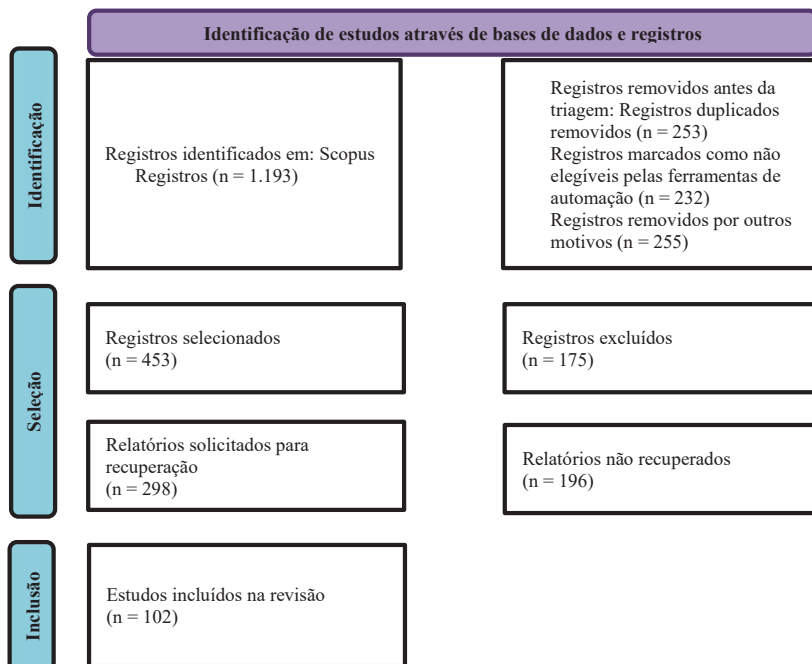 Identificação de estudos através de bases de dados e registros
Identificação
Registros identificados em: Scopus
Registros (n = 1.193)
Registros removidos antes da
triagem: Registros duplicados
removidos (n = 253)
Registros marcados como não
elegíveis pelas ferramentas de
automação (n = 232)
Registros removidos por outros
motivos (n = 255)
Seleção
Registros selecionados
(n = 453)
Registros excluídos
(n = 175)
Relatórios solicitados para
recuperação
(n = 298)
Relatórios não recuperados
(n = 196)
Inclusão
Estudos incluídos na revisão
(n = 102)